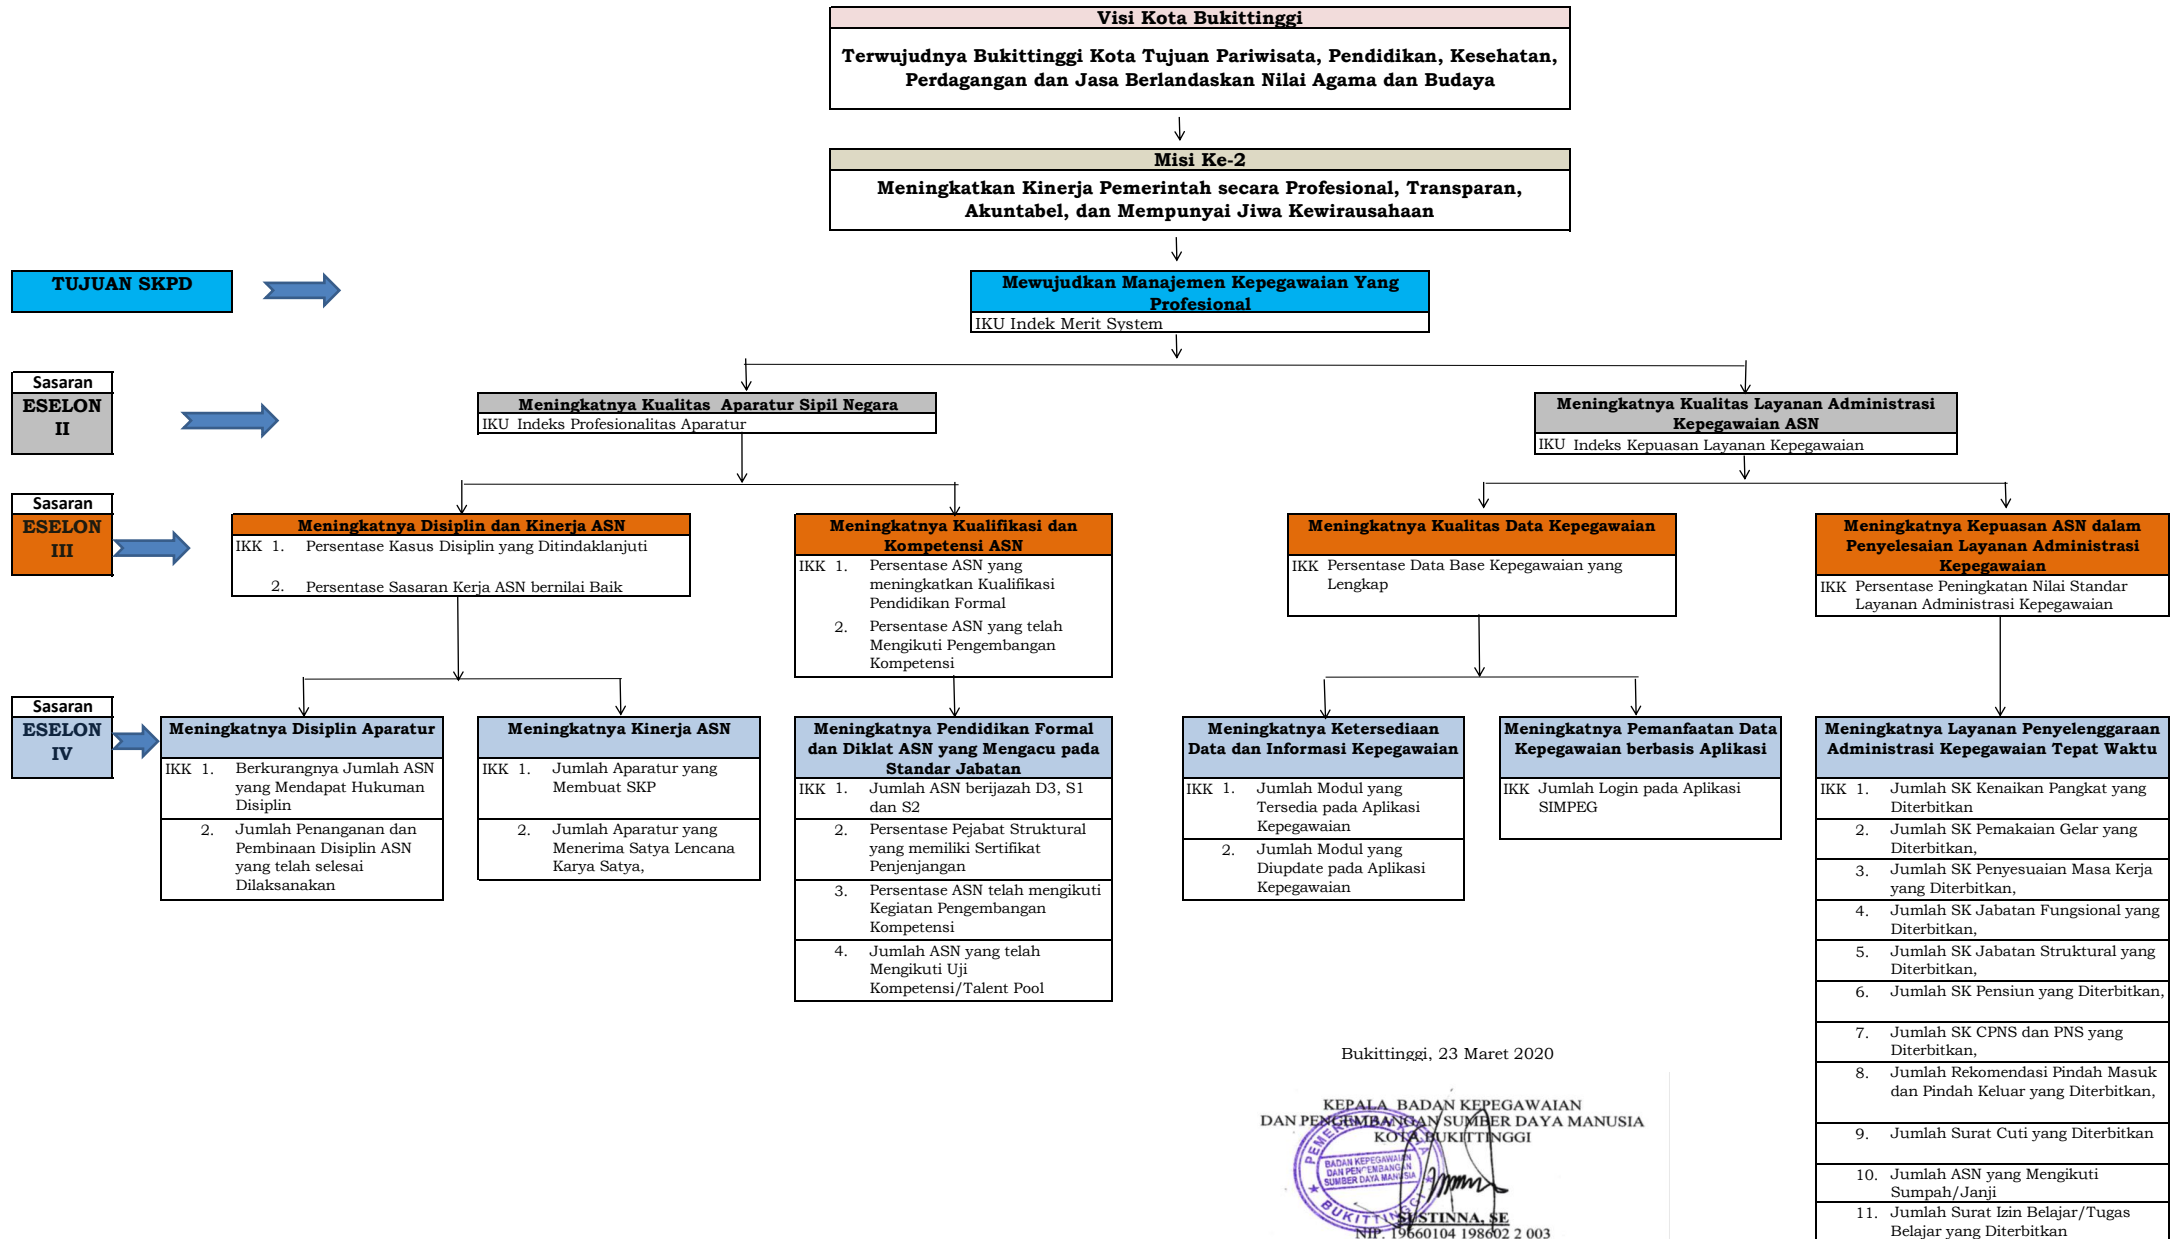 Visi Kota Bukittinggi
Terwujudnya Bukittinggi Kota Tujuan Pariwisata, Pendidikan, Kesehatan,
Perdagangan dan Jasa Berlandaskan Nilai Agama dan Budaya
Misi Ke-2
Meningkatkan Kinerja Pemerintah secara Profesional, Transparan,
Akuntabel, dan Mempunyai Jiwa Kewirausahaan
TUJUAN SKPD
Mewujudkan Manajemen Kepegawaian Yang
Profesional
IKU Indek Merit System
Sasaran
ESELON
II
Meningkatnya Kualitas Aparatur Sipil Negara
IKU Indeks Profesionalitas Aparatur
Meningkatnya Kualitas Layanan Administrasi
Kepegawaian ASN
IKU Indeks Kepuasan Layanan Kepegawaian
Sasaran
ESELON
III
Meningkatnya Disiplin dan Kinerja ASN
IKK 1. Persentase Kasus Disiplin yang Ditindaklanjuti
2. Persentase Sasaran Kerja ASN bernilai Baik
Meningkatnya Kualifikasi dan
Kompetensi ASN
IKK 1. Persentase ASN yang
meningkatkan Kualifikasi
Pendidikan Formal
2. Persentase ASN yang telah
Mengikuti Pengembangan
Kompetensi
Meningkatnya Kualitas Data Kepegawaian
IKK Persentase Data Base Kepegawaian yang
Lengkap
Meningkatnya Kepuasan ASN dalam
Penyelesaian Layanan Administrasi
Kepegawaian
IKK Persentase Peningkatan Nilai Standar
Layanan Administrasi Kepegawaian
Sasaran
ESELON
IV
Meningkatnya Disiplin Aparatur
IKK 1. Berkurangnya Jumlah ASN
yang Mendapat Hukuman
Disiplin
2. Jumlah Penanganan dan
Pembinaan Disiplin ASN
yang telah selesai
Dilaksanakan
Meningkatnya Kinerja ASN
IKK 1. Jumlah Aparatur yang
Membuat SKP
2. Jumlah Aparatur yang
Menerima Satya Lencana
Karya Satya,
Meningkatnya Pendidikan Formal
dan Diklat ASN yang Mengacu pada
Standar Jabatan
IKK 1. Jumlah ASN berijazah D3, S1
dan S2
2. Persentase Pejabat Struktural
yang memiliki Sertifikat
Penjenjangan
3. Persentase ASN telah mengikuti
Kegiatan Pengembangan
Kompetensi
4. Jumlah ASN yang telah
Mengikuti Uji
Kompetensi/Talent Pool
Meningkatnya Ketersediaan
Data dan Informasi Kepegawaian
IKK 1. Jumlah Modul yang
Tersedia pada Aplikasi
Kepegawaian
2. Jumlah Modul yang
Diupdate pada Aplikasi
Kepegawaian
Meningkatnya Pemanfaatan Data
Kepegawaian berbasis Aplikasi
IKK Jumlah Login pada Aplikasi
SIMPEG
Meningkatnya Layanan Penyelenggaraan
Administrasi Kepegawaian Tepat Waktu
IKK 1. Jumlah SK Kenaikan Pangkat yang
Diterbitkan
2. Jumlah SK Pemakaian Gelar yang
Diterbitkan,
3. Jumlah SK Penyesuaian Masa Kerja
yang Diterbitkan,
4. Jumlah SK Jabatan Fungsional yang
Diterbitkan,
5. Jumlah SK Jabatan Struktural yang
Diterbitkan,
6. Jumlah SK Pensiun yang Diterbitkan,
7. Jumlah SK CPNS dan PNS yang
Diterbitkan,
8. Jumlah Rekomendasi Pindah Masuk
dan Pindah Keluar yang Diterbitkan,
9. Jumlah Surat Cuti yang Diterbitkan
10. Jumlah ASN yang Mengikuti
Sumpah/Janji
11. Jumlah Surat Izin Belajar/Tugas
Belajar yang Diterbitkan
Bukittinggi, 23 Maret 2020
KEPALA BADAN KEPEGAWAIAN
DAN PENGEMBANGAN SUMBER DAYA MANUSIA
KOTA BUKITTINGGI
PEMERINTAH KOTA
BADAN KEPEGAWAIAN
DAN PENGEMBANGAN
SUMBER DAYA MANUSIA
BUKITTINGGI
SUSTINNA, SE
NIP. 19660104 198602 2 003